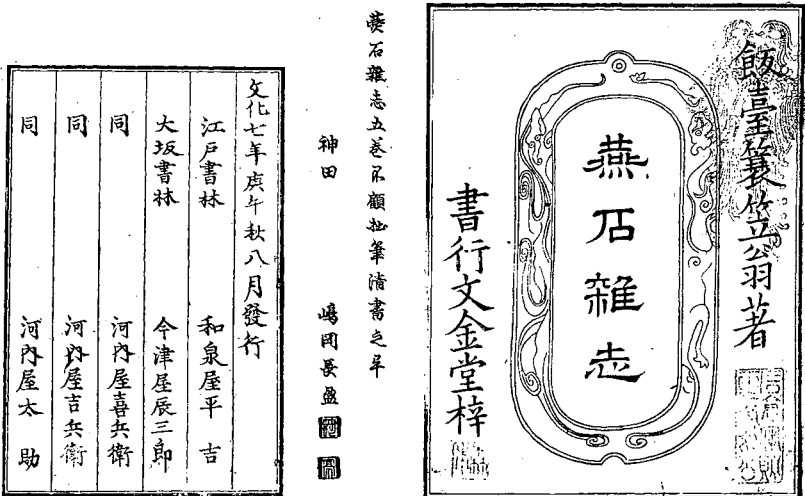 飯臺簑笠翁著
燕石雜志
書行文金堂梓
燕石雜志五巻不顧拙筆清書之畢
神田　嶋岡長盈
文化七年庚午秋八月發行
江戸書林　和泉屋平吉
大坂書林　今津屋辰三郎
同　河内屋喜兵衛
同　河内屋吉兵衛
同　河内屋太助